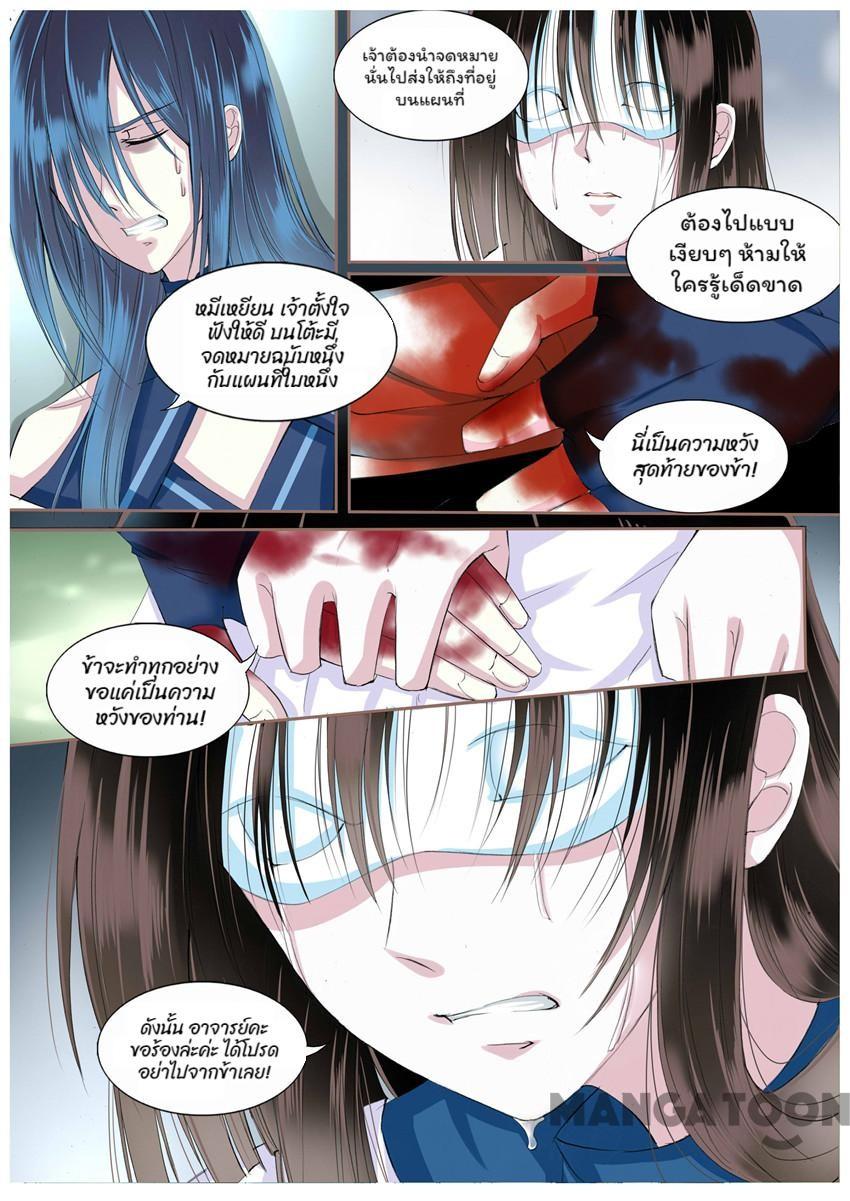 หมีเหยียน เจ้าตั้งใจ
ฟังให้ดี บนโต๊ะมี
จดหมายฉบับหนึ่ง
กับแผนที่ใบหนึ่ง
เจ้าต้องนำจดหมาย
นั่นไปส่งให้ถึงที่อยู่
บนแผนที่
ต้องไปแบบ
เงียบๆ ห้ามให้
ใครรู้เด็ดขาด
นี่เป็นความหวัง
สุดท้ายของข้า!
ข้าจะทำทุกอย่าง
ขอแค่เป็นความ
หวังของท่าน!
ดังนั้น อาจารย์คะ
ขอร้องล่ะค่ะ ได้โปรด
อย่าไปจากข้าเลย!
MANGA TOON